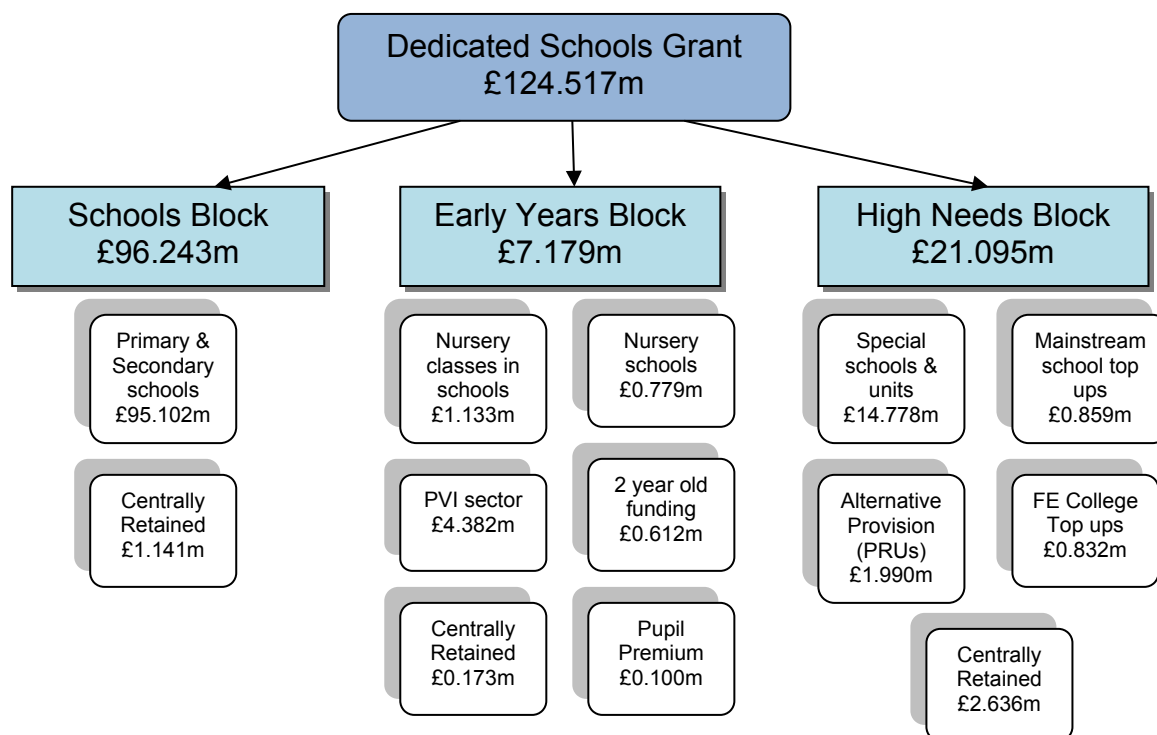 Dedicated Schools Grant
£124.517m
Schools Block
£96.243m
Early Years Block
£7.179m
High Needs Block
£21.095m
Primary &
Secondary
schools
£95.102m
Centrally
Retained
£1.141m
Nursery
classes in
schools
£1.133m
Nursery
schools
£0.779m
PVI sector
£4.382m
2 year old
funding
£0.612m
Centrally
Retained
£0.173m
Pupil
Premium
£0.100m
Special
schools &
units
£14.778m
Mainstream
school top
ups
£0.859m
Alternative
Provision
(PRUs)
£1.990m
FE College
Top ups
£0.832m
Centrally
Retained
£2.636m